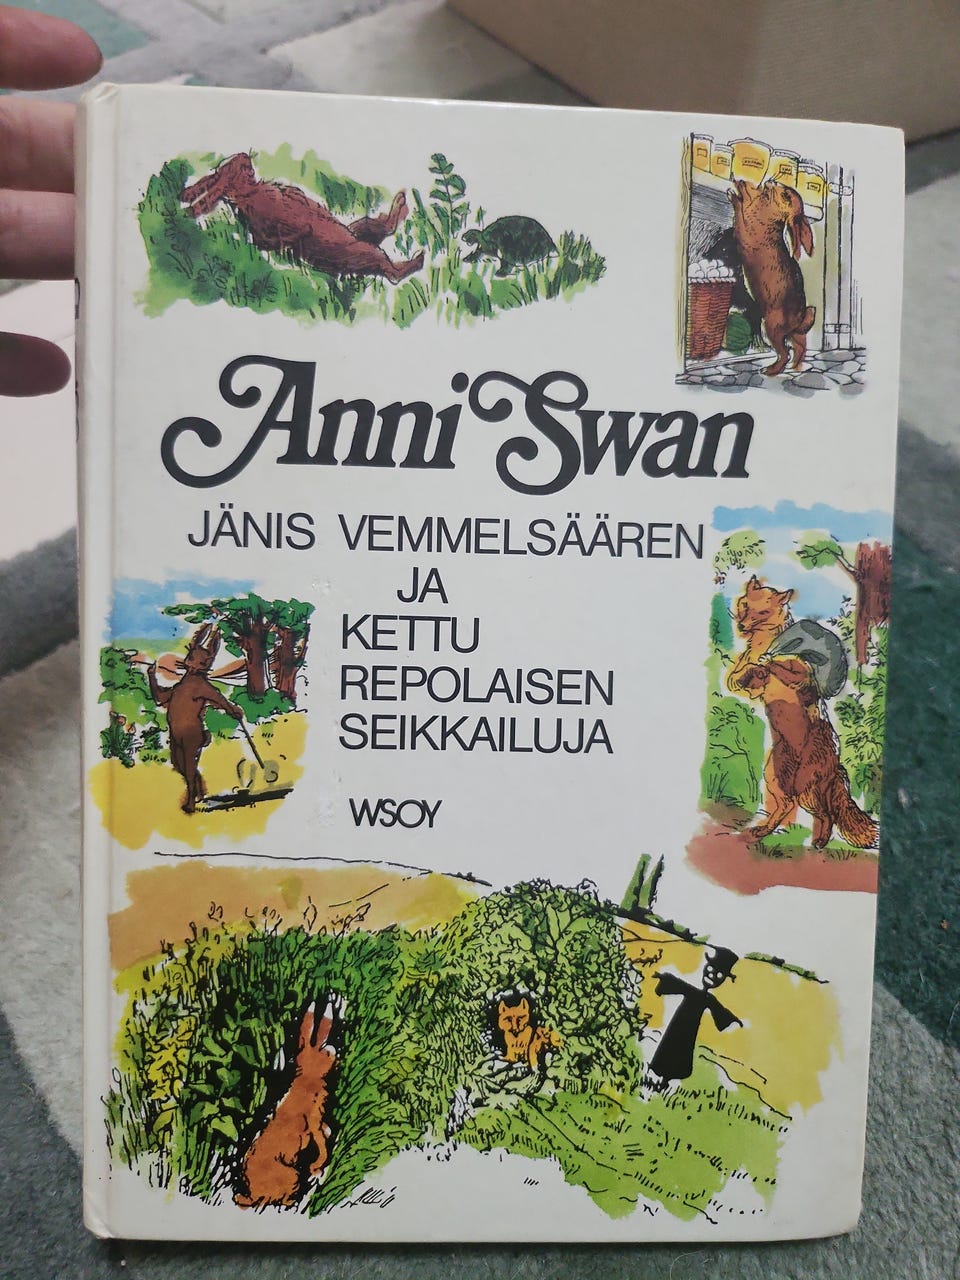 Anni Swan
JÄNIS VEMMELSÄÄREN
JA
KETTU
REPOLAISEN
SEIKKAILUJA
WSOY